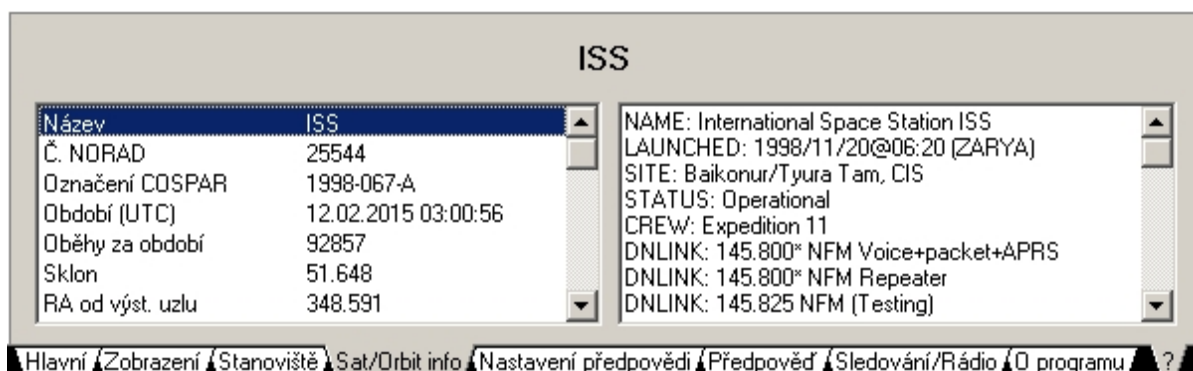 ISS
Název ISS
Č. NORAD 25544
Označení COSPAR 1998-067-A
Období (UTC) 12.02.2015 03:00:56
Oběhy za období 92857
Sklon 51.648
RA od výst. uzlu 348.591
NAME: International Space Station ISS
LAUNCHED: 1998/11/20@06:20 (ZARYA)
SITE: Baikonur/Tyura Tam, CIS
STATUS: Operational
CREW: Expedition 11
DNLINK: 145.800* NFM Voice+packet+APRS
DNLINK: 145.800* NFM Repeater
DNLINK: 145.825 NFM (Testing)
Hlavní Zobrazení Stanoviště Sat/Orbit info Nastavení předpovědi Předpověď Sledování/Rádio O programu ?